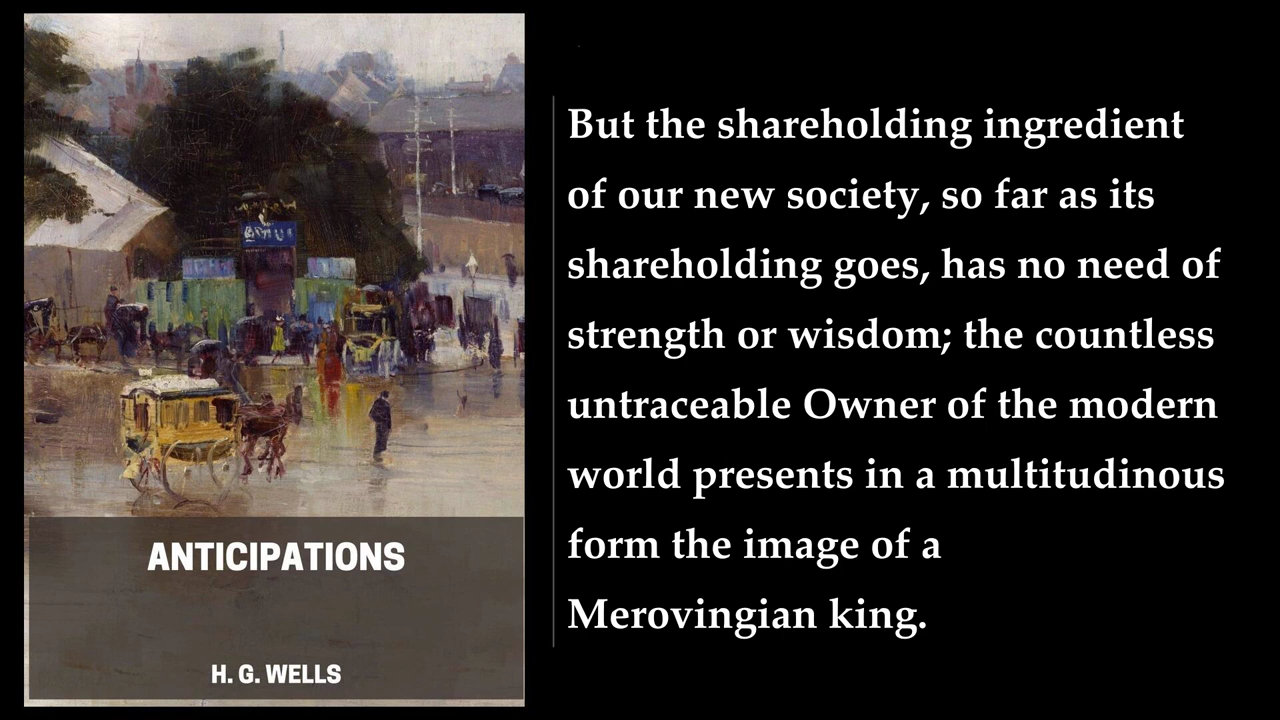 ANTICIPATIONS
H. G. WELLS
But the shareholding ingredient
of our new society, so far as its
shareholding goes, has no need of
strength or wisdom; the countless
untraceable Owner of the modern
world presents in a multitudinous
form the image of a
Merovingian king.